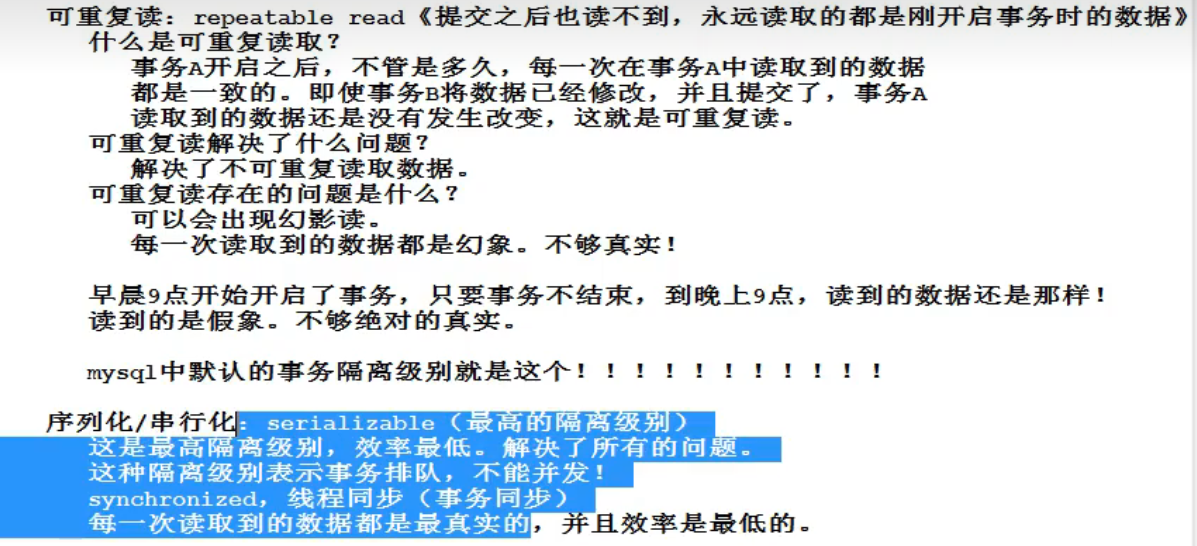 可重复读：repeatable read《提交之后也读不到，永远读取的都是刚开启事务时的数据》
什么是可重复读取？
事务A开启之后，不管是多久，每一次在事务A中读取到的数据
都是一致的。即使事务B将数据已经修改，并且提交了，事务A
读取到的数据还是没有发生改变，这就是可重复读。
可重复读解决了什么问题？
解决了不可重复读取数据。
可重复读存在的问题是什么？
可以会出现幻影读。
每一次读取到的数据都是幻象。不够真实！
早晨9点开始开启了事务，只要事务不结束，到晚上9点，读到的数据还是那样！
读到的是假象。不够绝对的真实。
mysql中默认的事务隔离级别就是这个！！！！！！！！！！！
序列化/串行化：serializable（最高的隔离级别）
这是最高隔离级别，效率最低。解决了所有的问题。
这种隔离级别表示事务排队，不能并发！
synchronized，线程同步（事务同步）
每一次读取到的数据都是最真实的，并且效率是最低的。